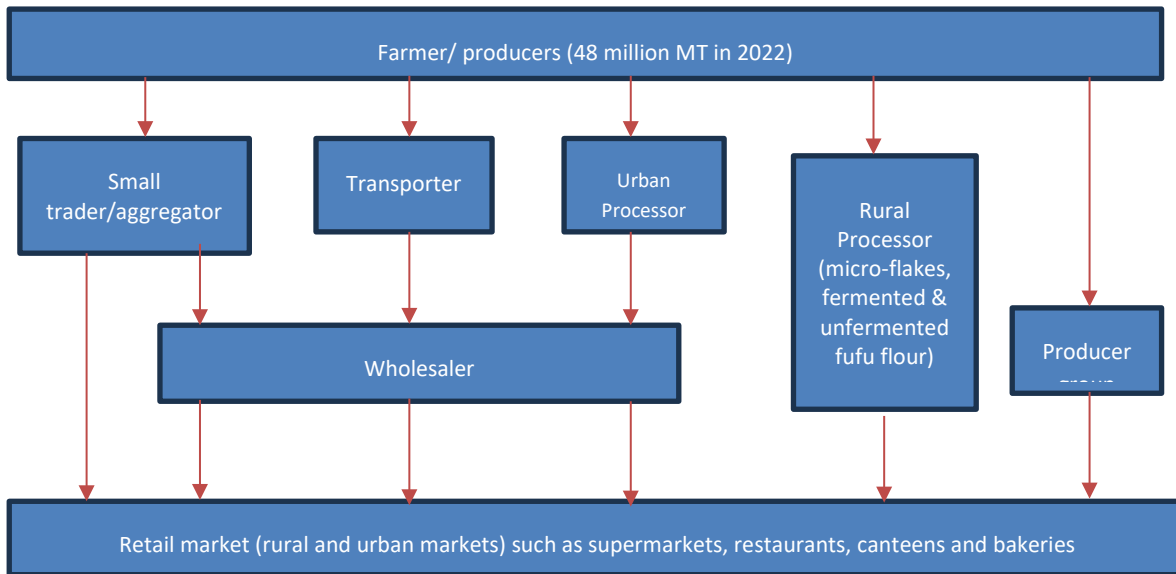 Farmer/ producers (48 million MT in 2022)
Small
trader/aggregator
Transporter
Urban
Processor
Rural
Processor
(micro-flakes,
fermented &
unfermented
fufu flour)
Wholesaler
Producer
group
Retail market (rural and urban markets) such as supermarkets, restaurants, canteens and bakeries